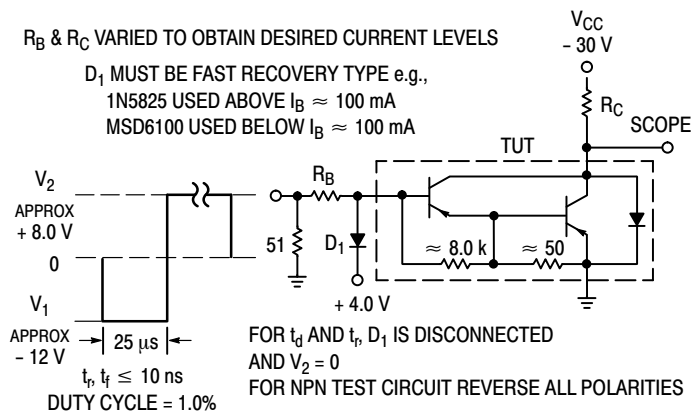 R_B & R_C VARIED TO OBTAIN DESIRED CURRENT LEVELS
D_1 MUST BE FAST RECOVERY TYPE e.g.,
1N5825 USED ABOVE I_B ≈ 100 mA
MSD6100 USED BELOW I_B ≈ 100 mA
V_CC
- 30 V
R_C
SCOPE
TUT
V_2
APPROX
+ 8.0 V
0
V_1
APPROX
- 12 V
25 μs
t_r, t_f ≤ 10 ns
DUTY CYCLE = 1.0%
R_B
51
D_1
+ 4.0 V
≈ 8.0 k
≈ 50
FOR t_d AND t_r, D_1 IS DISCONNECTED
AND V_2 = 0
FOR NPN TEST CIRCUIT REVERSE ALL POLARITIES